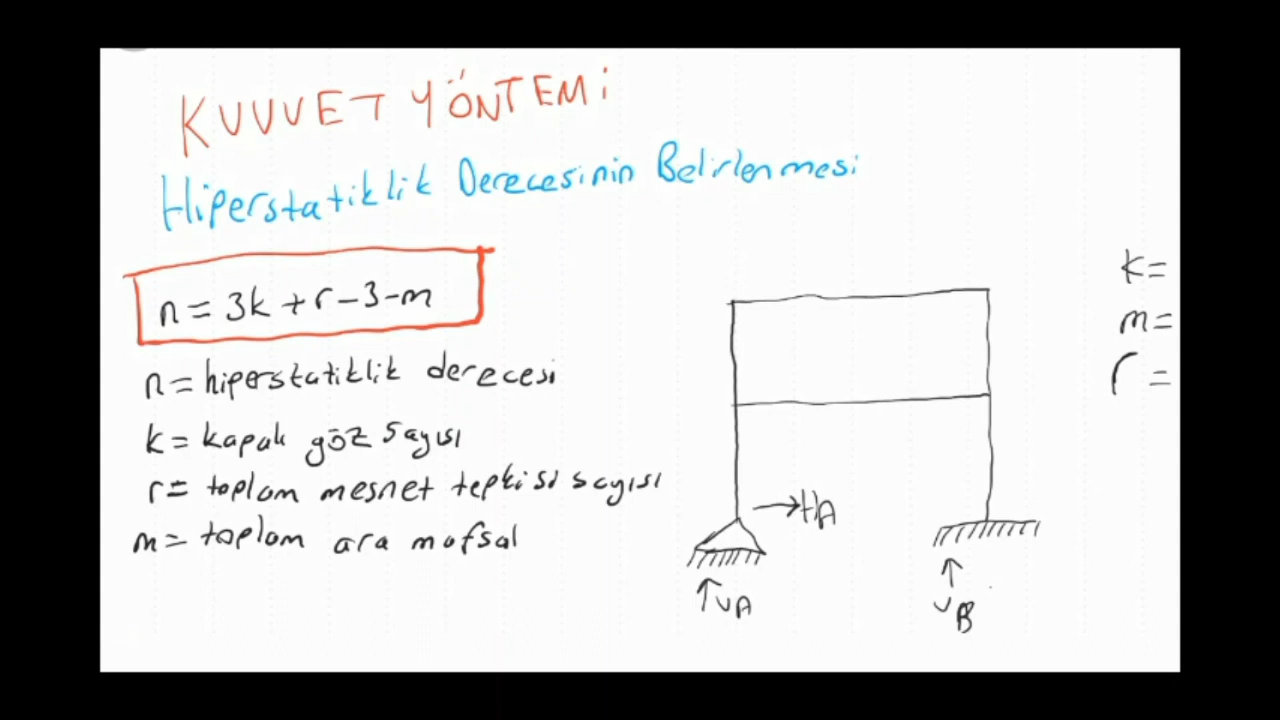 KUVVET YÖNTEMİ
Hiperstatiklik Derecesinin Belirlenmesi
n = 3k + r - 3 - m
n = hiperstatiklik derecesi
k = kapalı göz sayısı
r = toplam mesnet tepkisi sayısı
m = toplam ara mafsal
k =
m =
r =
HA
VA
VB